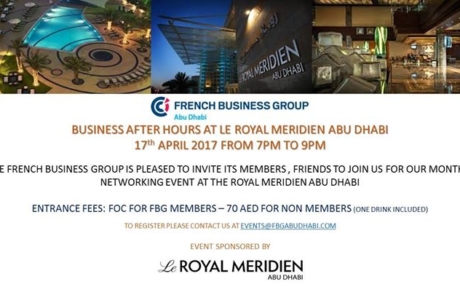 ROYAL MERIDIEN
ABU DHABI
CCI FRENCH BUSINESS GROUP
Abu Dhabi
BUSINESS AFTER HOURS AT LE ROYAL MERIDIEN ABU DHABI
17th APRIL 2017 FROM 7PM TO 9PM
E FRENCH BUSINESS GROUP IS PLEASED TO INVITE ITS MEMBERS , FRIENDS TO JOIN US FOR OUR MONTH
NETWORKING EVENT AT THE ROYAL MERIDIEN ABU DHABI
ENTRANCE FEES: FOC FOR FBG MEMBERS – 70 AED FOR NON MEMBERS (ONE DRINK INCLUDED)
TO REGISTER PLEASE CONTACT US AT EVENTS@FBGABUDHABI.COM
EVENT SPONSORED BY
Le ROYAL MERIDIEN
ABU DHABI